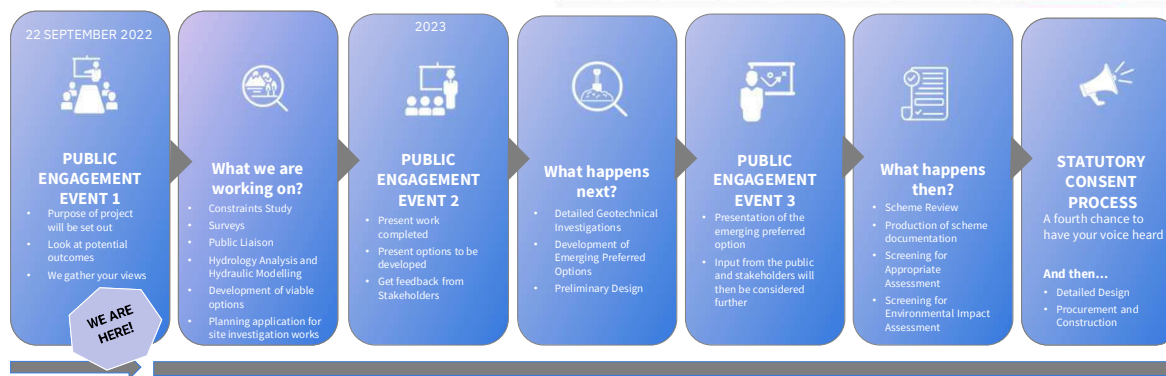 22 SEPTEMBER 2022
PUBLIC
ENGAGEMENT
EVENT 1
• Purpose of project
will be set out
• Look at potential
outcomes
• We gather your views
WE ARE
HERE!
What we are
working on?
• Constraints Study
• Surveys
• Public Liaison
• Hydrology Analysis and
Hydraulic Modelling
• Development of viable
options
• Planning application for
site investigation works
2023
PUBLIC
ENGAGEMENT
EVENT 2
• Present work
completed
• Present options to be
developed
• Get feedback from
Stakeholders
What happens
next?
• Detailed Geotechnical
Investigations
• Development of
Emerging Preferred
Options
• Preliminary Design
PUBLIC
ENGAGEMENT
EVENT 3
• Presentation of the
emerging preferred
option
• Input from the public
and stakeholders will
then be considered
further
What happens
then?
• Scheme Review
• Production of scheme
documentation
• Screening for
Appropriate
Assessment
• Screening for
Environmental Impact
Assessment
STATUTORY
CONSENT
PROCESS
A fourth chance to
have your voice heard
And then...
• Detailed Design
• Procurement and
Construction